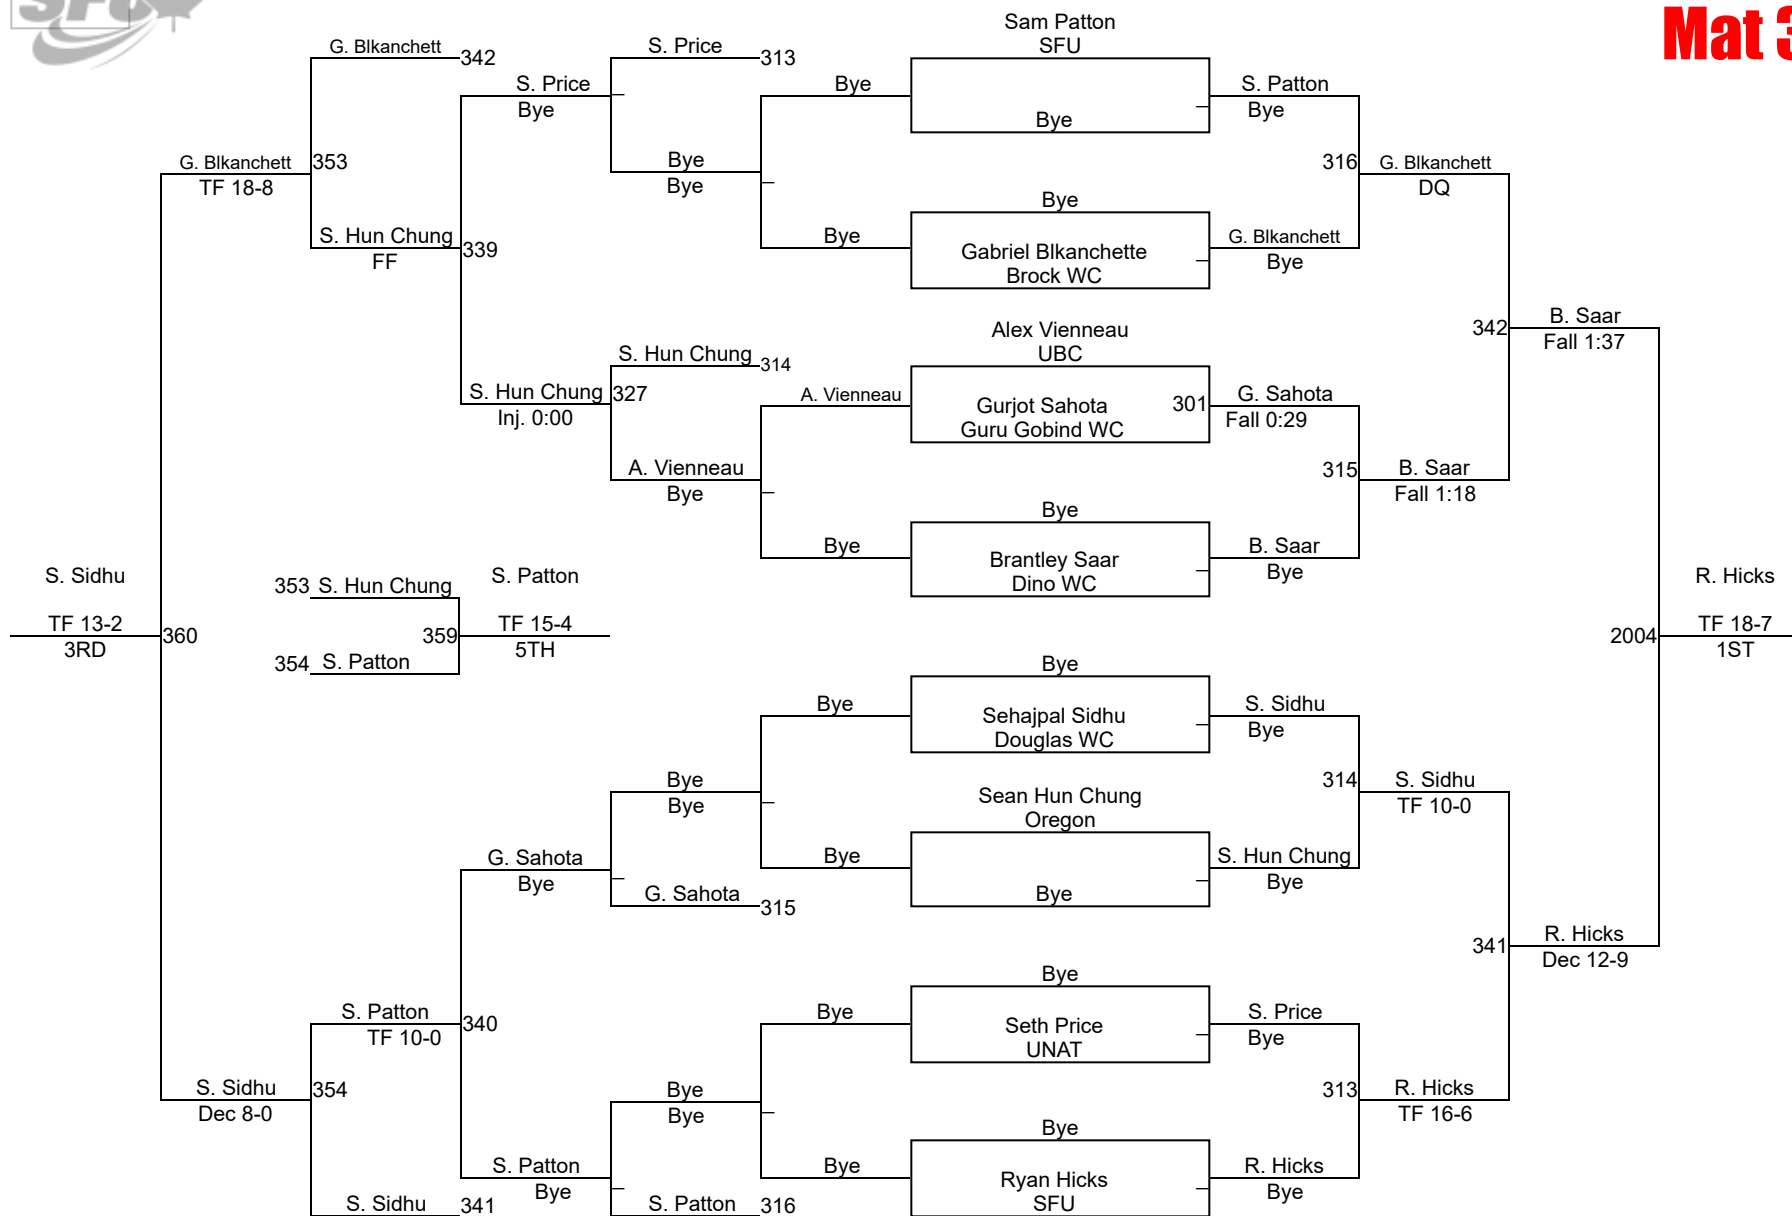 SFU
Mat 3
Sam Patton
SFU
G. Blkanchett
342
S. Price
313
S. Price
Bye
Bye
Bye
S. Patton
Bye
G. Blkanchett
TF 18-8
353
Bye
Bye
316
G. Blkanchett
DQ
Bye
S. Hun Chung
FF
339
Bye
Gabriel Blkanchette
Brock WC
G. Blkanchett
Bye
Alex Vienneau
UBC
342
B. Saar
Fall 1:37
S. Hun Chung
314
S. Hun Chung
Inj. 0:00
327
A. Vienneau
Gurjot Sahota
Guru Gobind WC
301
G. Sahota
Fall 0:29
A. Vienneau
Bye
315
B. Saar
Fall 1:18
Bye
Bye
Brantley Saar
Dino WC
B. Saar
Bye
S. Sidhu
TF 13-2
3RD
360
353
S. Hun Chung
354
S. Patton
359
S. Patton
TF 15-4
5TH
2004
R. Hicks
TF 18-7
1ST
Bye
Bye
Sehajpal Sidhu
Douglas WC
S. Sidhu
Bye
Bye
Bye
Sean Hun Chung
Oregon
314
S. Sidhu
TF 10-0
G. Sahota
Bye
Bye
Bye
S. Hun Chung
Bye
G. Sahota
315
341
R. Hicks
Dec 12-9
Bye
S. Patton
TF 10-0
340
Bye
Seth Price
UNAT
S. Price
Bye
S. Sidhu
Dec 8-0
354
Bye
Bye
313
R. Hicks
TF 16-6
Bye
S. Patton
Bye
Bye
Ryan Hicks
SFU
R. Hicks
Bye
S. Sidhu
341
S. Patton
316